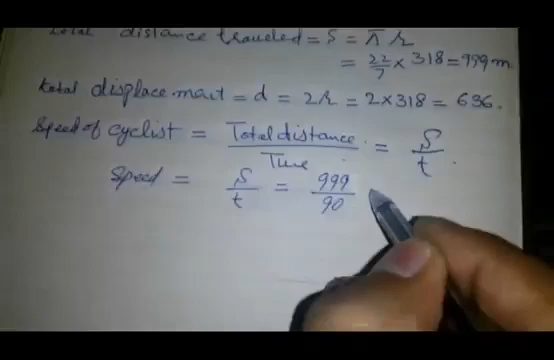 total distance traveled = S = π r
= 22/7 × 318 = 999 m
total displacement = d = 2r = 2 × 318 = 636.
Speed of cyclist = Total distance / Time = S / t .
Speed = S / t = 999 / 90